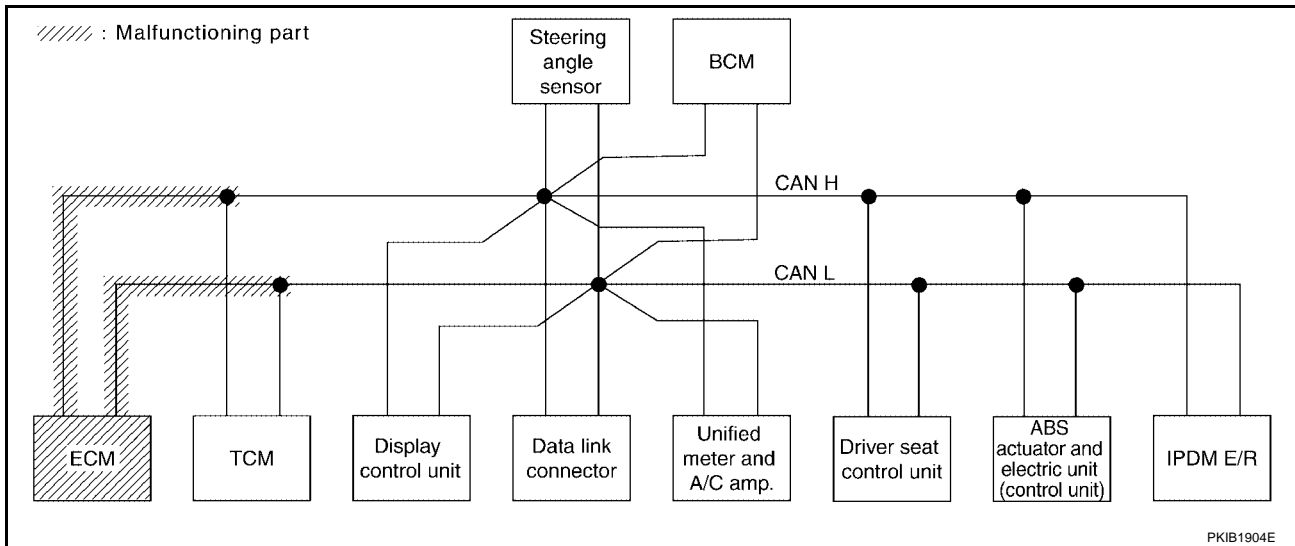 : Malfunctioning part
Steering
angle
sensor
BCM
CAN H
CAN L
ECM
TCM
Display
control unit
Data link
connector
Unified
meter and
A/C amp.
Driver seat
control unit
ABS
actuator and
electric unit
(control unit)
IPDM E/R
PKIB1904E